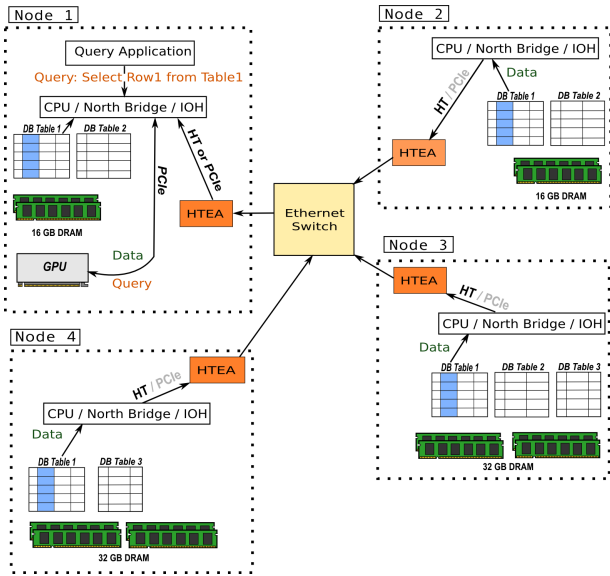 Node 1
Query Application
Query: Select Row1 from Table1
CPU / North Bridge / IOH
DB Table 1
DB Table 2
HT or PCIe
PCIe
16 GB DRAM
HTEA
GPU
Data
Query
Node 2
CPU / North Bridge / IOH
Data
HT / PCIe
DB Table 1
DB Table 2
HTEA
16 GB DRAM
Ethernet
Switch
Node 3
HTEA
HT / PCIe
CPU / North Bridge / IOH
Data
DB Table 1
DB Table 2
DB Table 3
32 GB DRAM
Node 4
HTEA
HT / PCIe
CPU / North Bridge / IOH
Data
DB Table 1
DB Table 3
32 GB DRAM